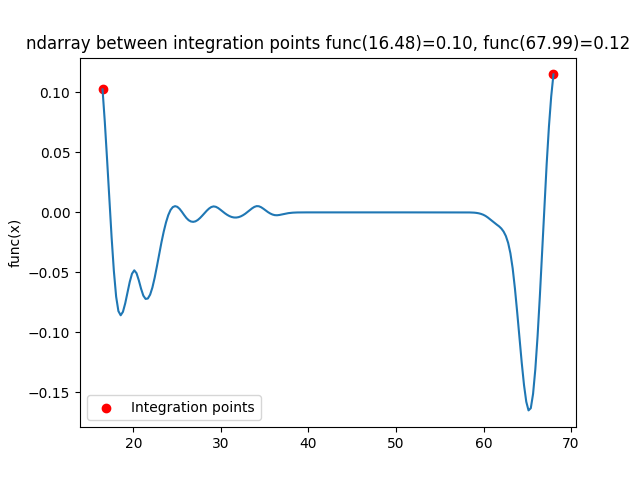 ndarray between integration points func(16.48)=0.10, func(67.99)=0.12
0.10
0.05
0.00
−0.05
−0.10
−0.15
func(x)
Integration points
20 30 40 50 60 70